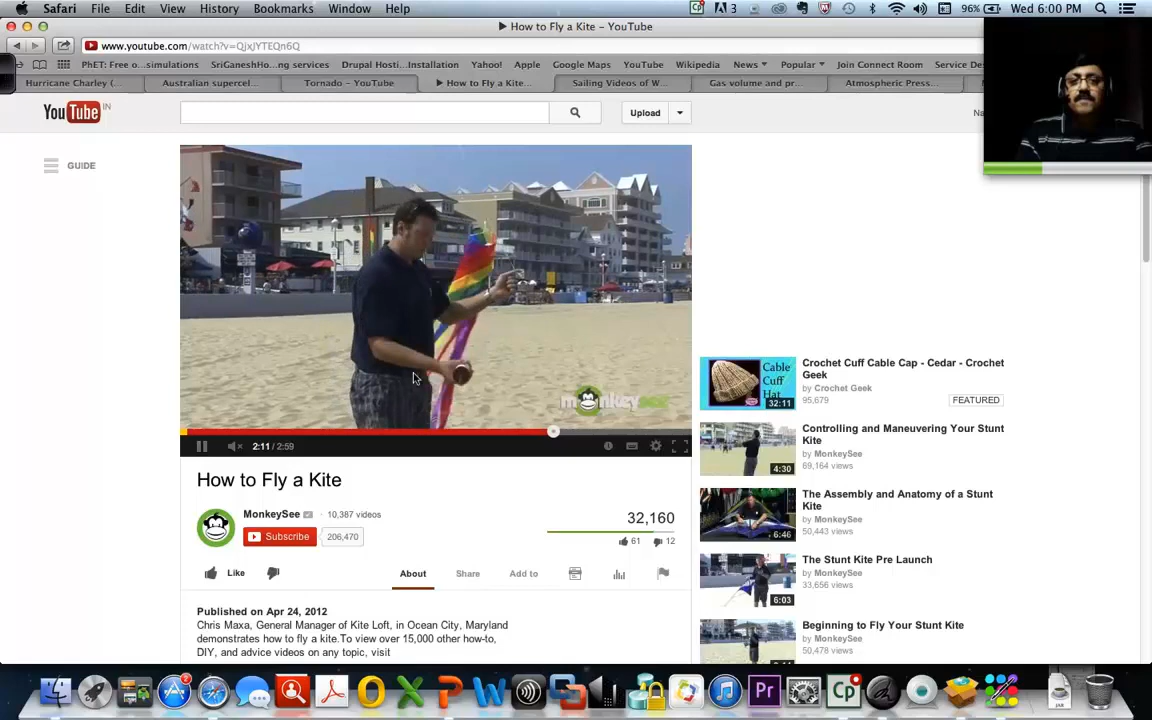 Safari File Edit View History Bookmarks Window Help 3 96% Wed 6:00 PM
How to Fly a Kite – YouTube
www.youtube.com/watch?v=QjxJYTEQn6Q
PhET: Free o...simulations SriGaneshHo...ng services Drupal Hosti...Installation Yahoo! Apple Google Maps YouTube Wikipedia News Popular Join Connect Room Service Des
Hurricane Charley (... Australian supercel... Tornado – YouTube How to Fly a Kite... Sailing Videos of W... Gas volume and pr... Atmospheric Press...
YouTube IN
Upload
GUIDE
monkeysee
2:11 / 2:59
How to Fly a Kite
MonkeySee 10,387 videos
Subscribe 206,470
32,160
61 12
Like About Share Add to
Published on Apr 24, 2012
Chris Maxa, General Manager of Kite Loft, in Ocean City, Maryland
demonstrates how to fly a kite.To view over 15,000 other how-to,
DIY, and advice videos on any topic, visit
Cable
Cuff
Hat
32:11
Crochet Cuff Cable Cap - Cedar - Crochet
Geek
by Crochet Geek
95,679
FEATURED
4:30
Controlling and Maneuvering Your Stunt
Kite
by MonkeySee
69,164 views
6:46
The Assembly and Anatomy of a Stunt
Kite
by MonkeySee
50,443 views
6:03
The Stunt Kite Pre Launch
by MonkeySee
33,656 views
Beginning to Fly Your Stunt Kite
by MonkeySee
50,478 views
7 Pr Cp